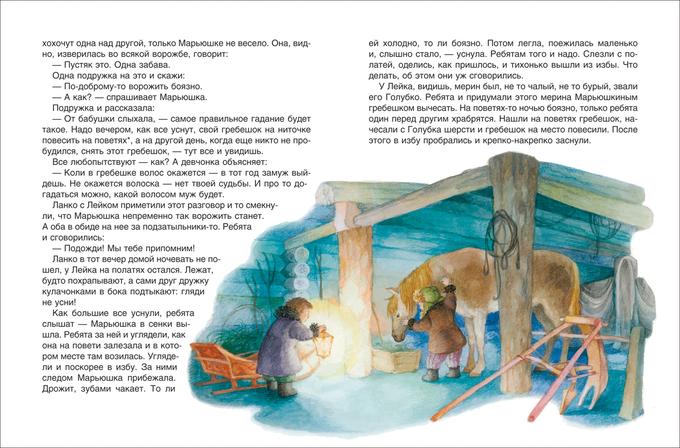 хохочут одна над другой, только Марьюшке не весело. Она, вид-
но, изверилась во всякой ворожбе, говорит:
— Пустяк это. Одна забава.
Одна подружка на это и скажи:
— По-доброму-то ворожить боязно.
— А как? — спрашивает Марьюшка.
Подружка и рассказала:
— От бабушки слыхала, — самое правильное гадание будет
такое. Надо вечером, как все уснут, свой гребешок на ниточке
повесить на поветях*, а на другой день, когда еще никто не про-
будился, снять этот гребешок, — тут все и увидишь.
Все любопытствуют — как? А девчонка объясняет:
— Коли в гребешке волос окажется — в тот год замуж вый-
дешь. Не окажется волоска — нет твоей судьбы. И про то до-
гадаться можно, какой волосом муж будет.
Ланко с Лейком приметили этот разговор и то смекну-
ли, что Марьюшка непременно так ворожить станет.
А оба в обиде на нее за подзатыльники-то. Ребята
и сговорились:
— Подожди! Мы тебе припомним!
Ланко в тот вечер домой ночевать не по-
шел, у Лейка на полатях остался. Лежат,
будто похрапывают, а сами друг дружку
кулачонками в бока подтыкают: гляди
не усни!
Как большие все уснули, ребята
слышат — Марьюшка в сенки вы-
шла. Ребята за ней и углядели, как
она на повети залезала и в кото-
ром месте там возилась. Угляде-
ли и поскорее в избу. За ними
следом Марьюшка прибежала.
Дрожит, зубами чакает. То ли
ей холодно, то ли боязно. Потом легла, поежилась маленько
и, слышно стало, — уснула. Ребятам того и надо. Слезли с по-
латей, оделись, как пришлось, и тихонько вышли из избы. Что
делать, об этом они уж сговорились.
У Лейка, видишь, мерин был, не то чалый, не то бурый, звали
его Голубко. Ребята и придумали этого мерина Марьюшкиным
гребешком вычесать. На поветях-то ночью боязно, только ребята
один перед другим храбрятся. Нашли на поветях гребешок, на-
чесали с Голубка шерсти и гребешок на место повесили. После
этого в избу пробрались и крепко-накрепко заснули.